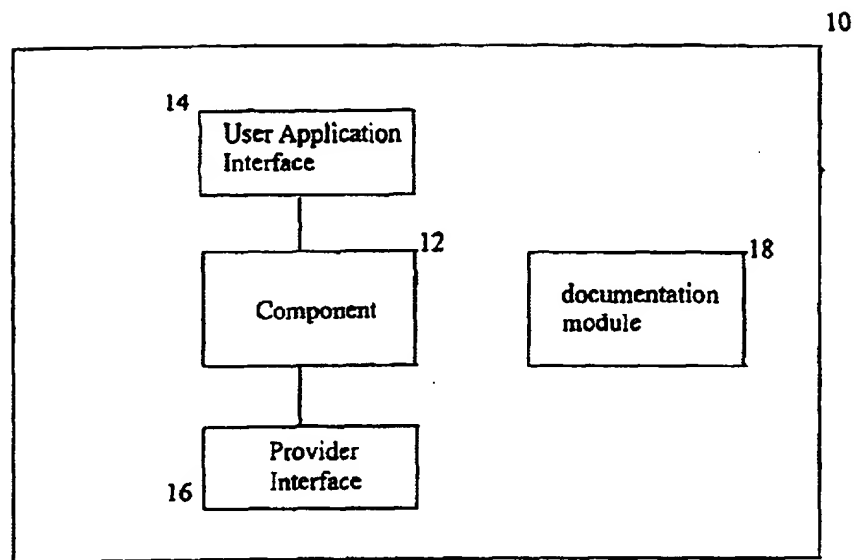 10
14
User Application
Interface
12
Component
18
documentation
module
Provider
Interface
16